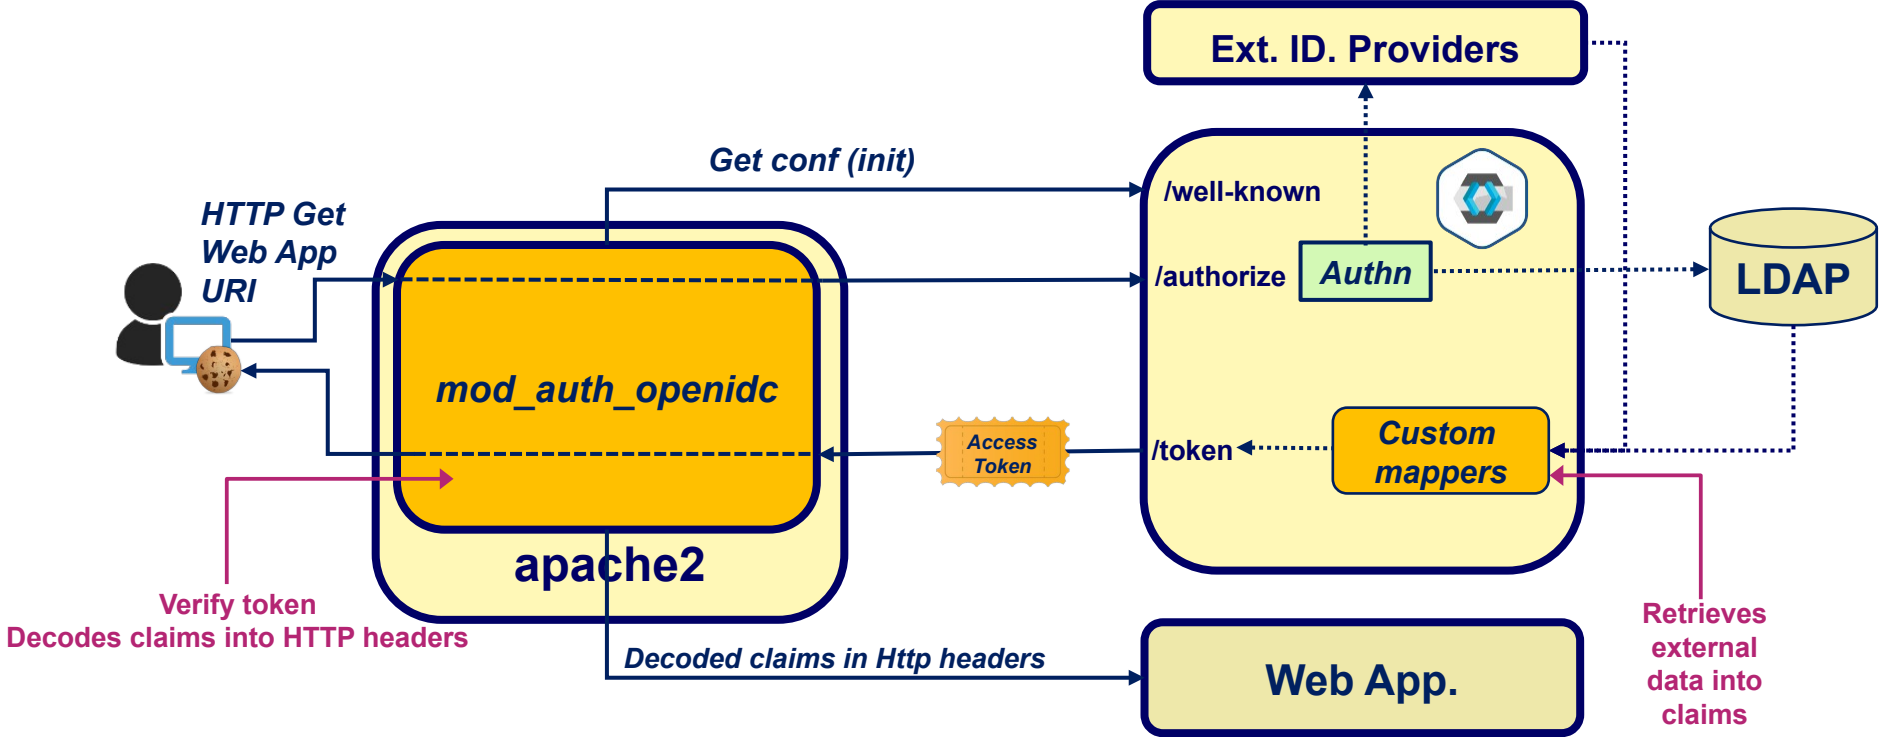 Ext. ID. Providers
Get conf (init)
/well-known
HTTP Get
Web App
URI
/authorize
Authn
LDAP
mod_auth_openidc
Access
Token
/token
Custom
mappers
apache2
Verify token
Decodes claims into HTTP headers
Decoded claims in Http headers
Web App.
Retrieves
external
data into
claims